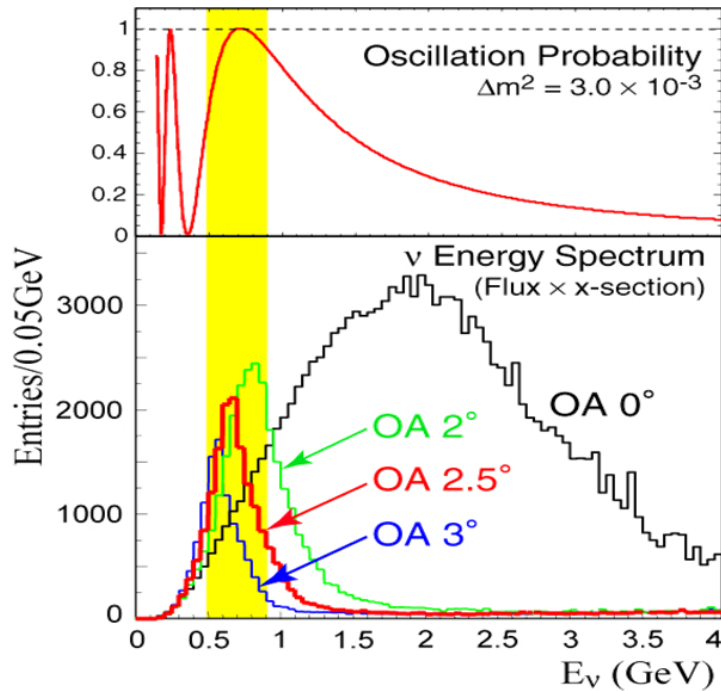 1
0.8
0.6
0.4
0.2
0
Oscillation Probability
Δm² = 3.0 × 10⁻³
ν Energy Spectrum
(Flux × x-section)
Entries/0.05GeV
3000
2000
1000
0
OA 0°
OA 2°
OA 2.5°
OA 3°
0 0.5 1 1.5 2 2.5 3 3.5 4
Eᵥ (GeV)